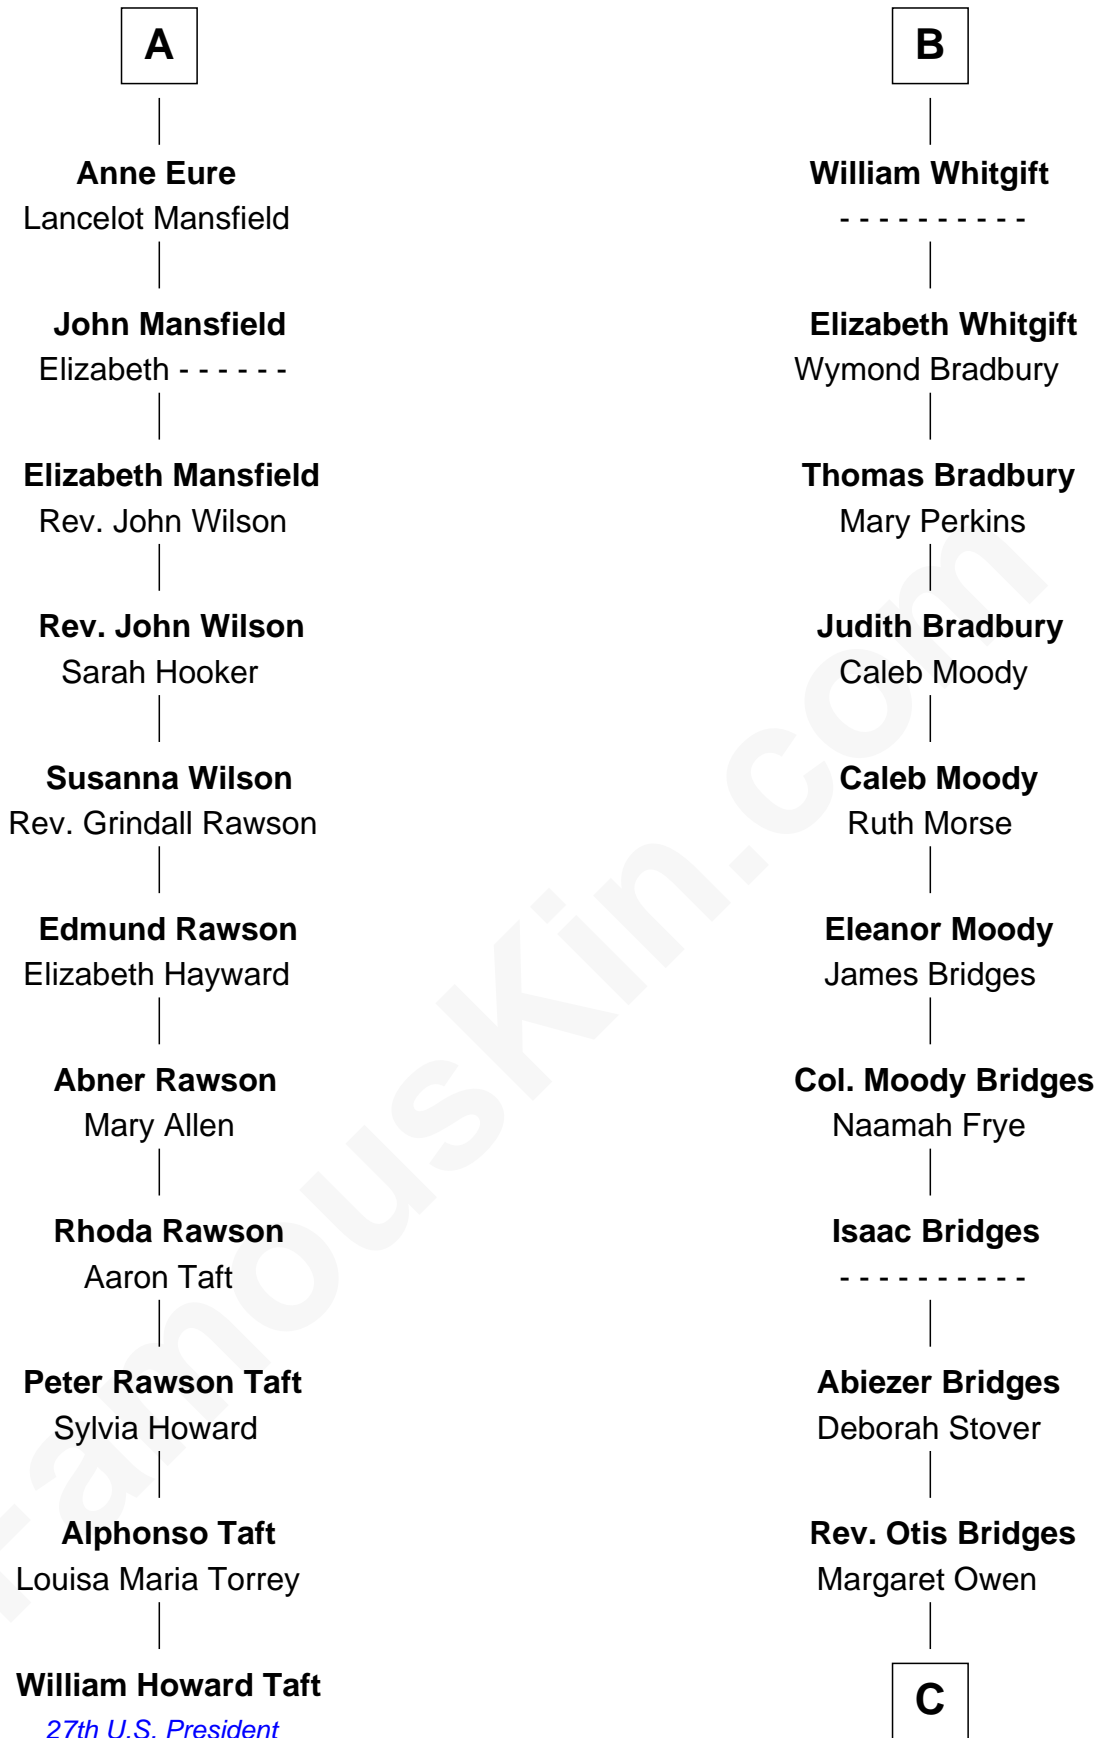 A
Anne Eure
Lancelot Mansfield
John Mansfield
Elizabeth - - - - - -
Elizabeth Mansfield
Rev. John Wilson
Rev. John Wilson
Sarah Hooker
Susanna Wilson
Rev. Grindall Rawson
Edmund Rawson
Elizabeth Hayward
Abner Rawson
Mary Allen
Rhoda Rawson
Aaron Taft
Peter Rawson Taft
Sylvia Howard
Alphonso Taft
Louisa Maria Torrey
William Howard Taft
27th U.S. President
B
William Whitgift
- - - - - - - - - -
Elizabeth Whitgift
Wymond Bradbury
Thomas Bradbury
Mary Perkins
Judith Bradbury
Caleb Moody
Caleb Moody
Ruth Morse
Eleanor Moody
James Bridges
Col. Moody Bridges
Naamah Frye
Isaac Bridges
- - - - - - - - - -
Abiezer Bridges
Deborah Stover
Rev. Otis Bridges
Margaret Owen
C
FamousKin.com